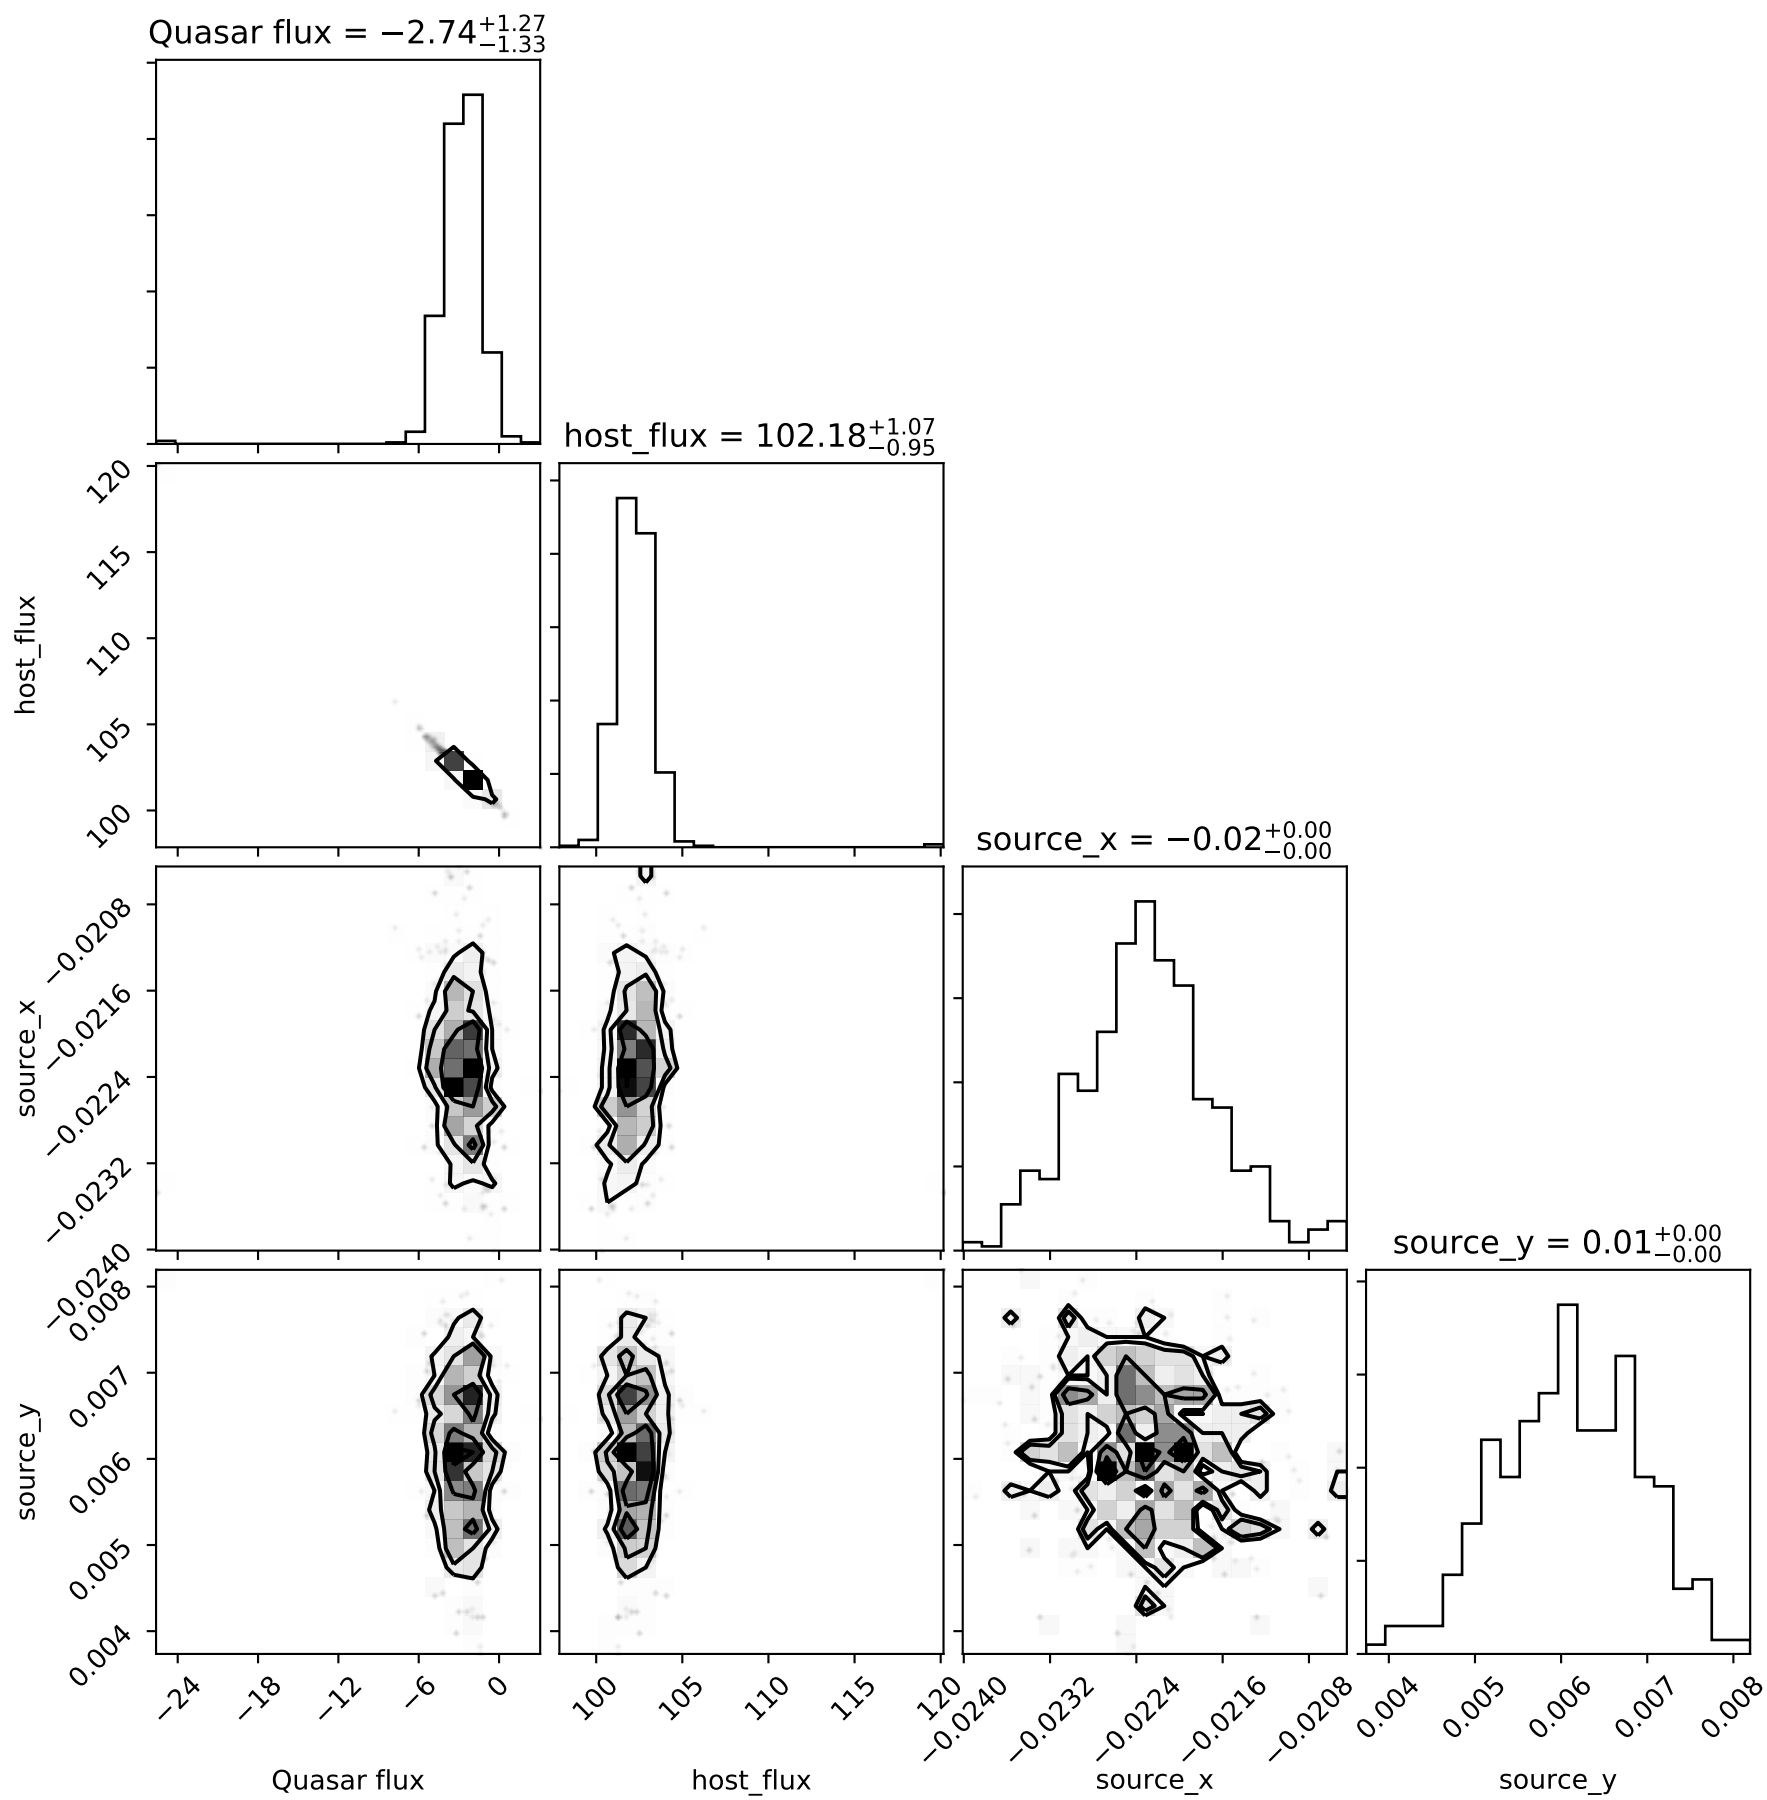 Quasar flux = −2.74+1.27 −1.33
host_flux = 102.18+1.07 −0.95
120
115
110
105
100
host_flux
source_x = −0.02+0.00 −0.00
−0.0208
−0.0216
−0.0224
−0.0232
−0.0240
source_x
source_y = 0.01+0.00 −0.00
0.008
0.007
0.006
0.005
0.004
source_y
−24 −18 −12 −6 0
100 105 110 115 120
−0.0240 −0.0232 −0.0224 −0.0216 −0.0208
0.004 0.005 0.006 0.007 0.008
Quasar flux host_flux source_x source_y